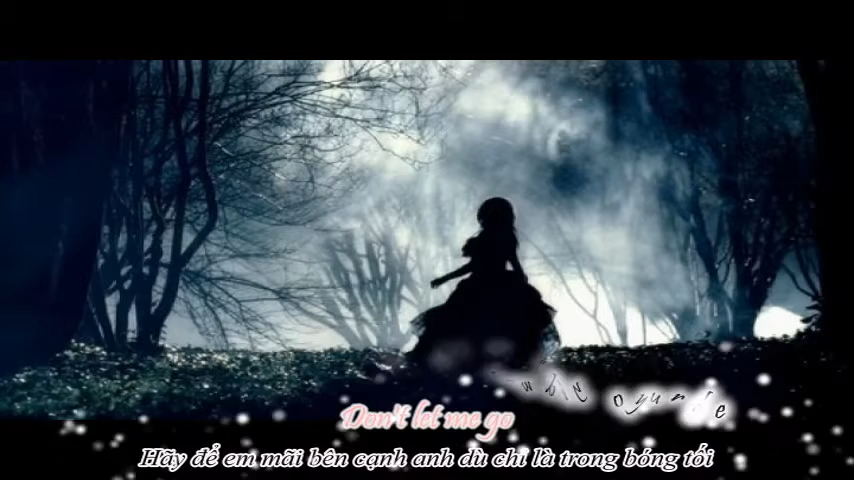 Don't let me go
Hãy để em mãi bên cạnh anh dù chỉ là trong bóng tối